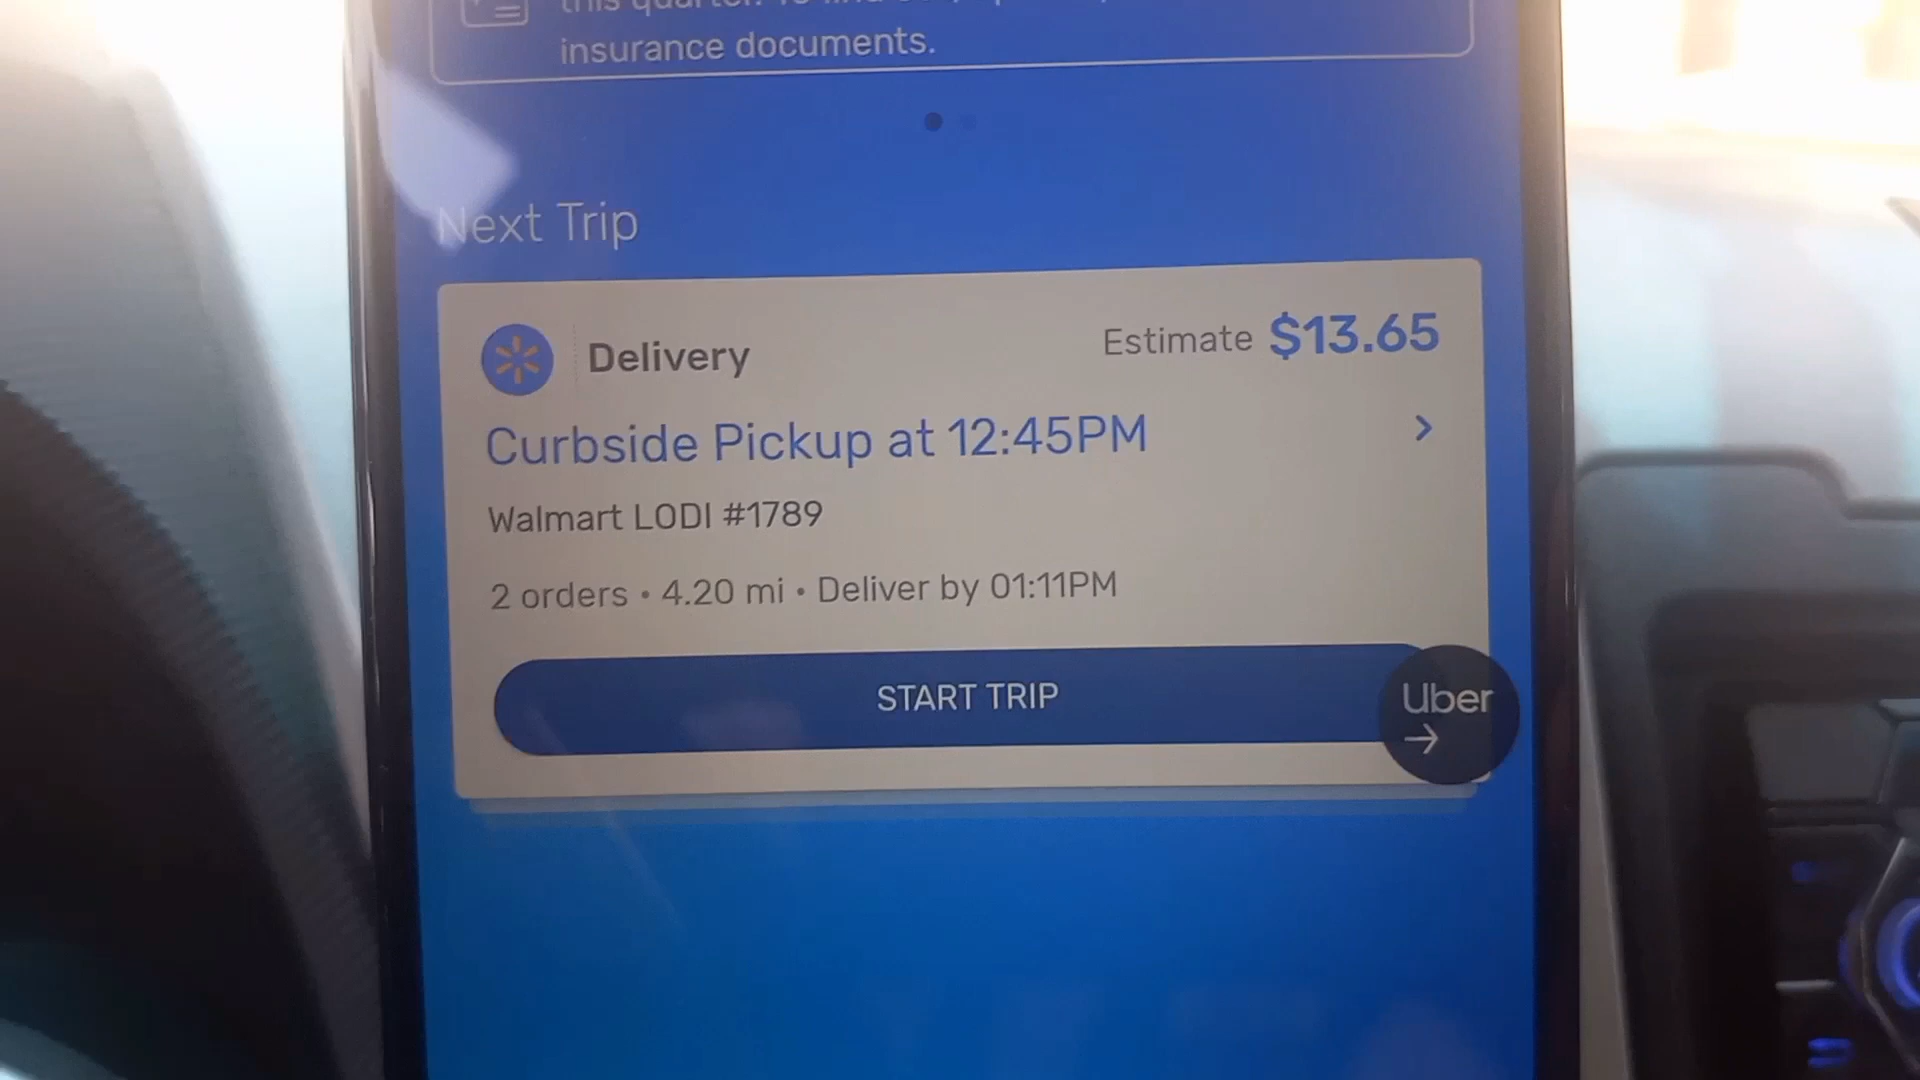 insurance documents.
Next Trip
Delivery
Estimate $13.65
Curbside Pickup at 12:45PM
Walmart LODI #1789
2 orders • 4.20 mi • Deliver by 01:11PM
START TRIP
Uber